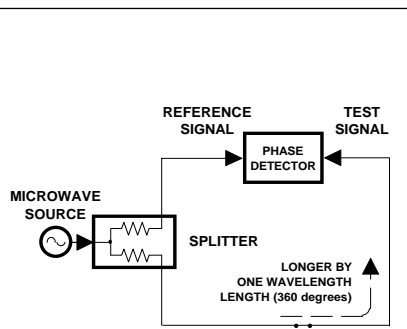 REFERENCE
SIGNAL
TEST
SIGNAL
PHASE
DETECTOR
MICROWAVE
SOURCE
SPLITTER
LONGER BY
ONE WAVELENGTH
LENGTH (360 degrees)